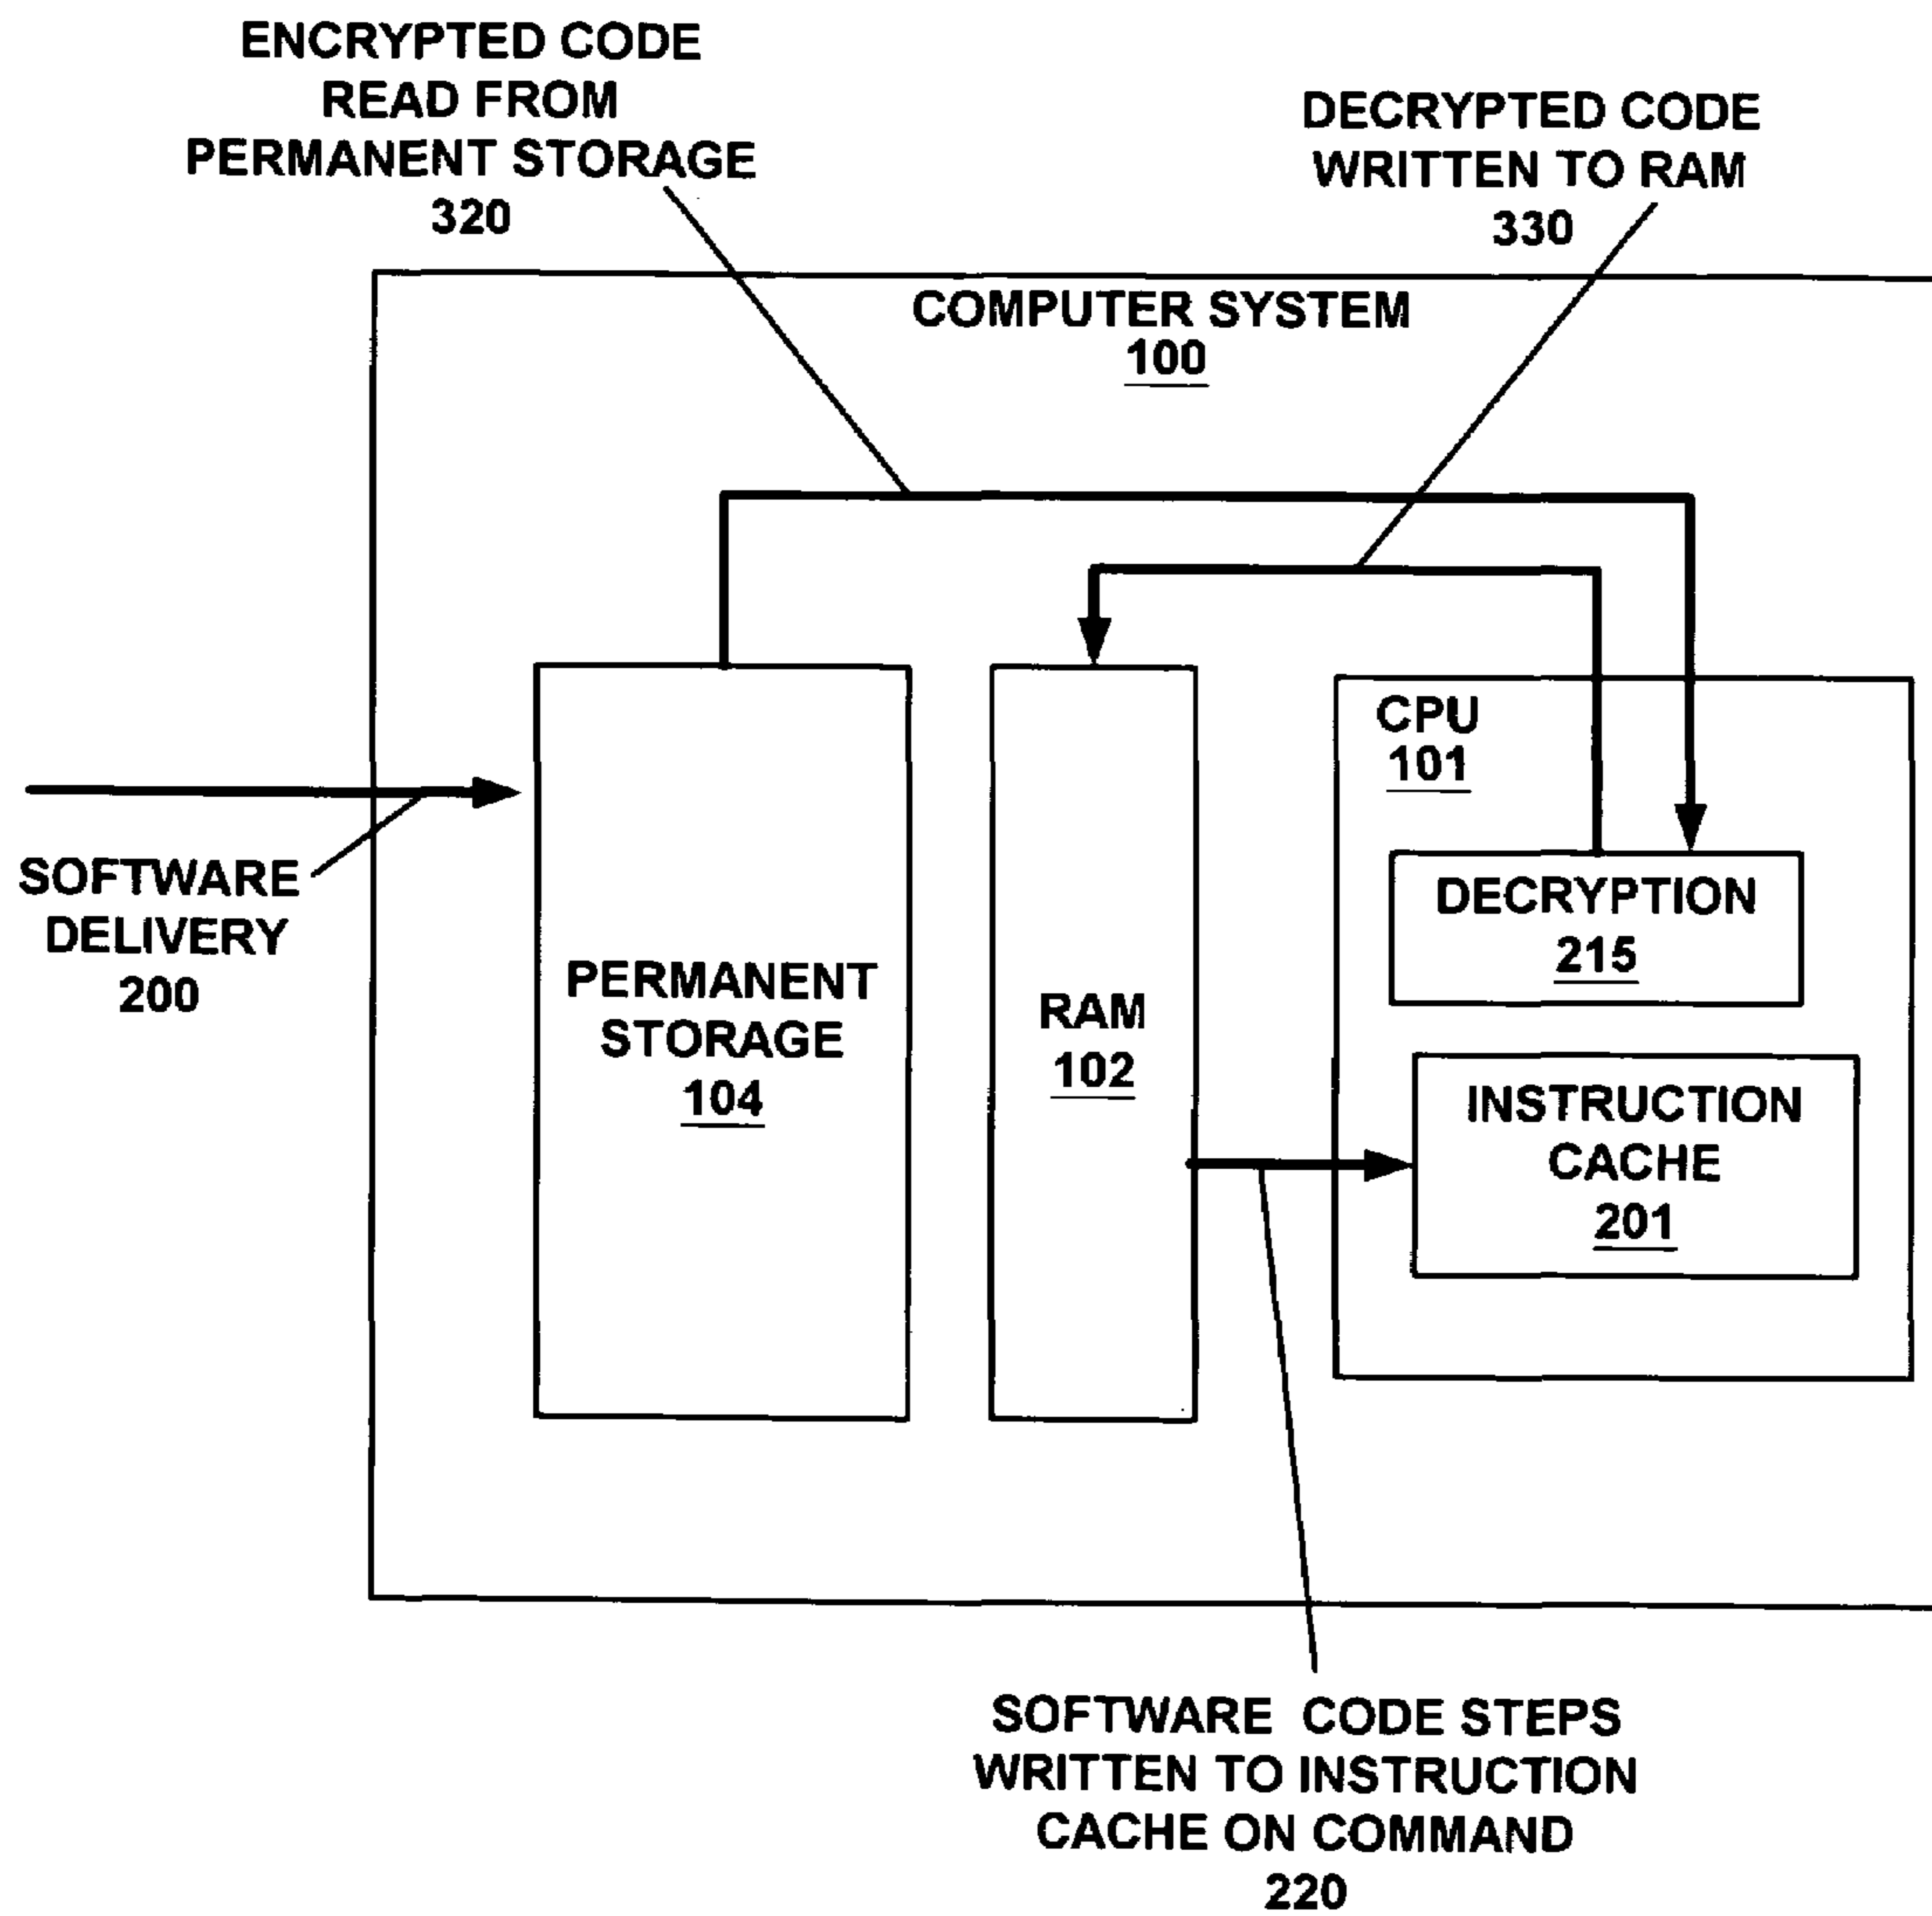 ENCRYPTED CODE
READ FROM
PERMANENT STORAGE
320
DECRYPTED CODE
WRITTEN TO RAM
330
COMPUTER SYSTEM
100
CPU
101
DECRYPTION
215
SOFTWARE
DELIVERY
200
PERMANENT
STORAGE
104
RAM
102
INSTRUCTION
CACHE
201
SOFTWARE CODE STEPS
WRITTEN TO INSTRUCTION
CACHE ON COMMAND
220